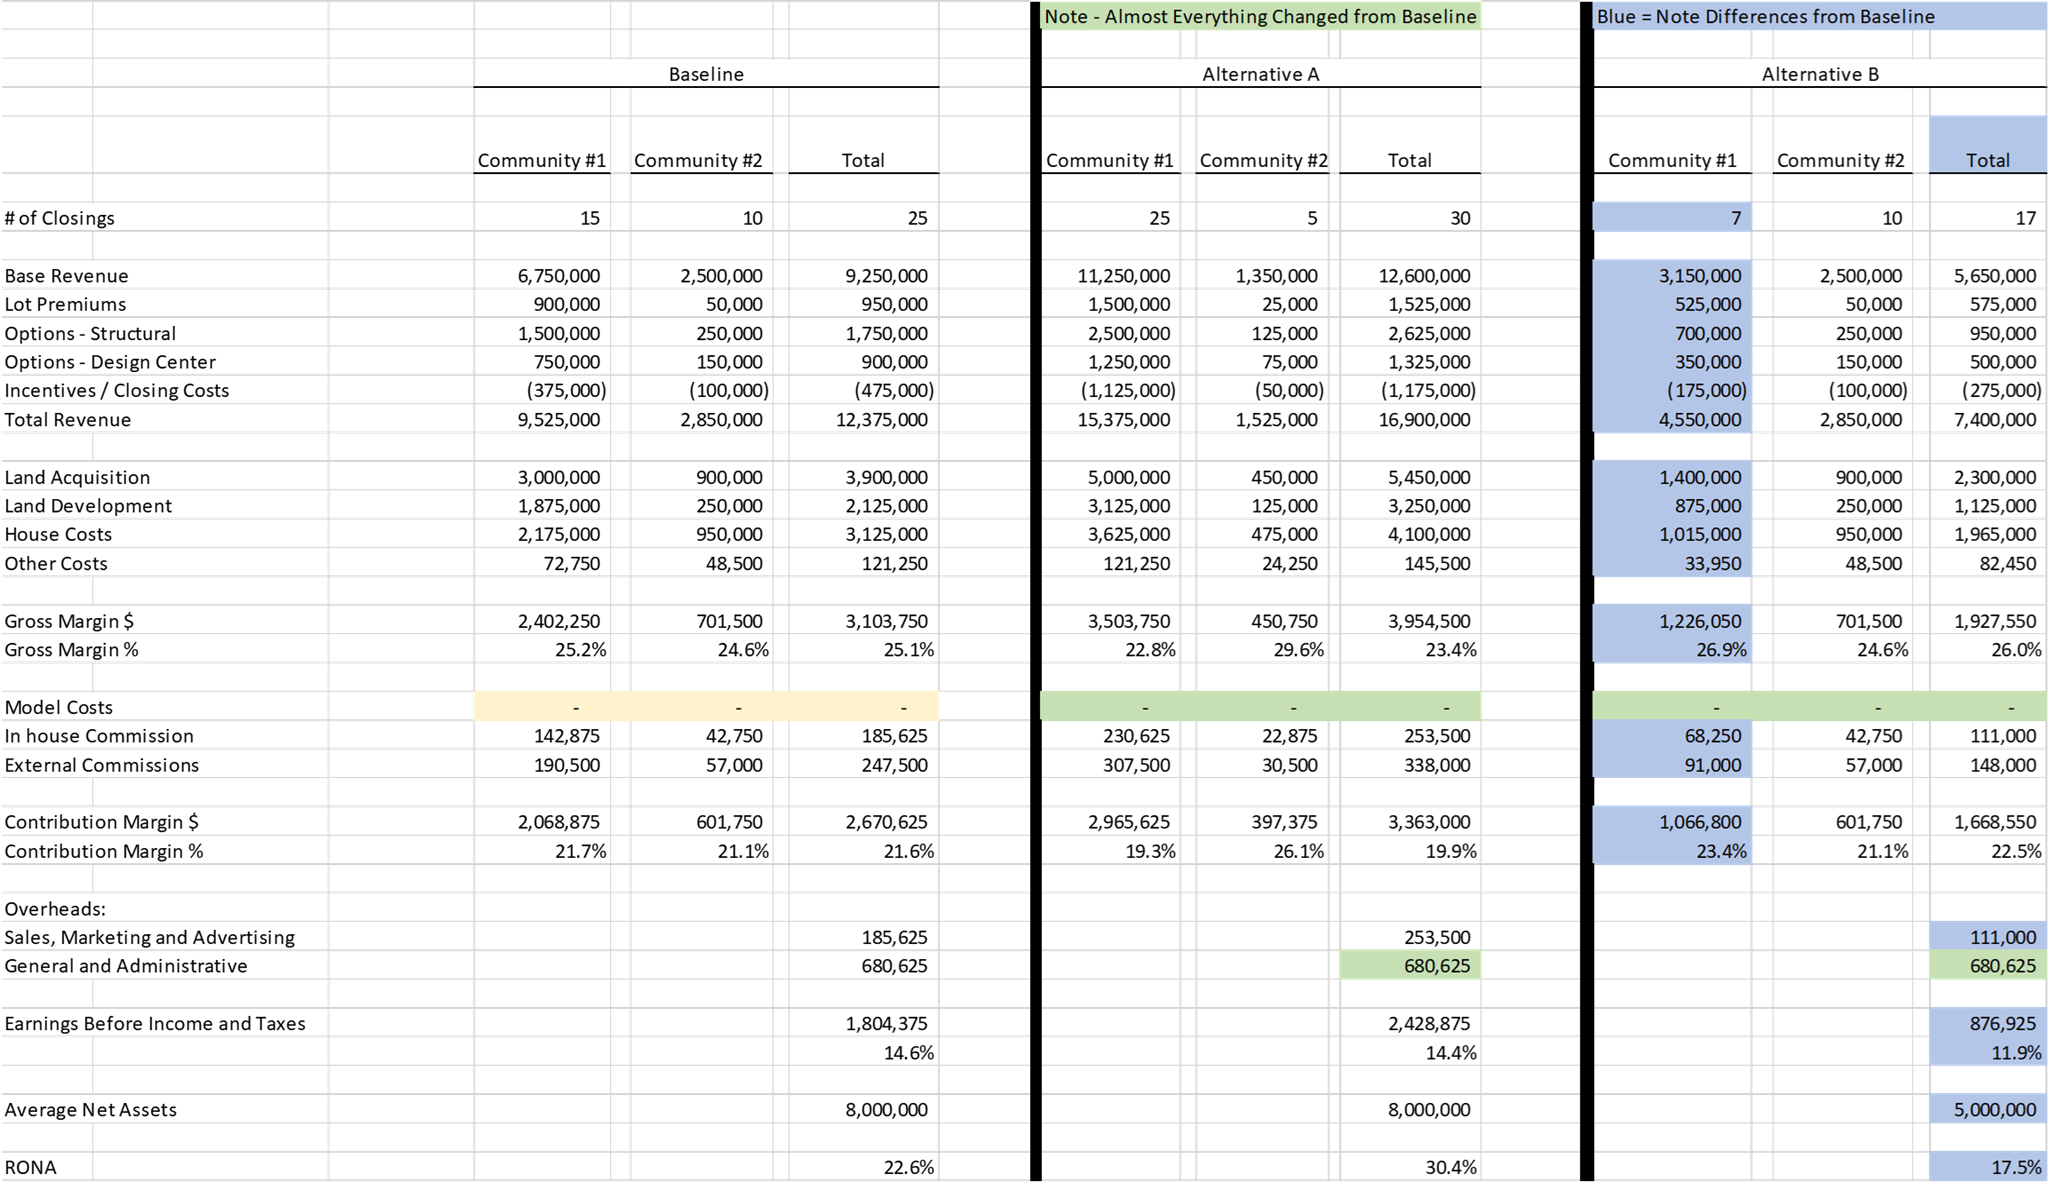 Note - Almost Everything Changed from Baseline Blue = Note Differences from Baseline
Baseline Alternative A Alternative B
Community #1 Community #2 Total Community #1 Community #2 Total Community #1 Community #2 Total
# of Closings 15 10 25 25 5 30 7 10 17
Base Revenue 6,750,000 2,500,000 9,250,000 11,250,000 1,350,000 12,600,000 3,150,000 2,500,000 5,650,000
Lot Premiums 900,000 50,000 950,000 1,500,000 25,000 1,525,000 525,000 50,000 575,000
Options - Structural 1,500,000 250,000 1,750,000 2,500,000 125,000 2,625,000 700,000 250,000 950,000
Options - Design Center 750,000 150,000 900,000 1,250,000 75,000 1,325,000 350,000 150,000 500,000
Incentives / Closing Costs (375,000) (100,000) (475,000) (1,125,000) (50,000) (1,175,000) (175,000) (100,000) (275,000)
Total Revenue 9,525,000 2,850,000 12,375,000 15,375,000 1,525,000 16,900,000 4,550,000 2,850,000 7,400,000
Land Acquisition 3,000,000 900,000 3,900,000 5,000,000 450,000 5,450,000 1,400,000 900,000 2,300,000
Land Development 1,875,000 250,000 2,125,000 3,125,000 125,000 3,250,000 875,000 250,000 1,125,000
House Costs 2,175,000 950,000 3,125,000 3,625,000 475,000 4,100,000 1,015,000 950,000 1,965,000
Other Costs 72,750 48,500 121,250 121,250 24,250 145,500 33,950 48,500 82,450
Gross Margin $ 2,402,250 701,500 3,103,750 3,503,750 450,750 3,954,500 1,226,050 701,500 1,927,550
Gross Margin % 25.2% 24.6% 25.1% 22.8% 29.6% 23.4% 26.9% 24.6% 26.0%
Model Costs - - - - - - - - -
In house Commission 142,875 42,750 185,625 230,625 22,875 253,500 68,250 42,750 111,000
External Commissions 190,500 57,000 247,500 307,500 30,500 338,000 91,000 57,000 148,000
Contribution Margin $ 2,068,875 601,750 2,670,625 2,965,625 397,375 3,363,000 1,066,800 601,750 1,668,550
Contribution Margin % 21.7% 21.1% 21.6% 19.3% 26.1% 19.9% 23.4% 21.1% 22.5%
Overheads:
Sales, Marketing and Advertising 185,625 253,500 111,000
General and Administrative 680,625 680,625 680,625
Earnings Before Income and Taxes 1,804,375 2,428,875 876,925
14.6% 14.4% 11.9%
Average Net Assets 8,000,000 8,000,000 5,000,000
RONA 22.6% 30.4% 17.5%